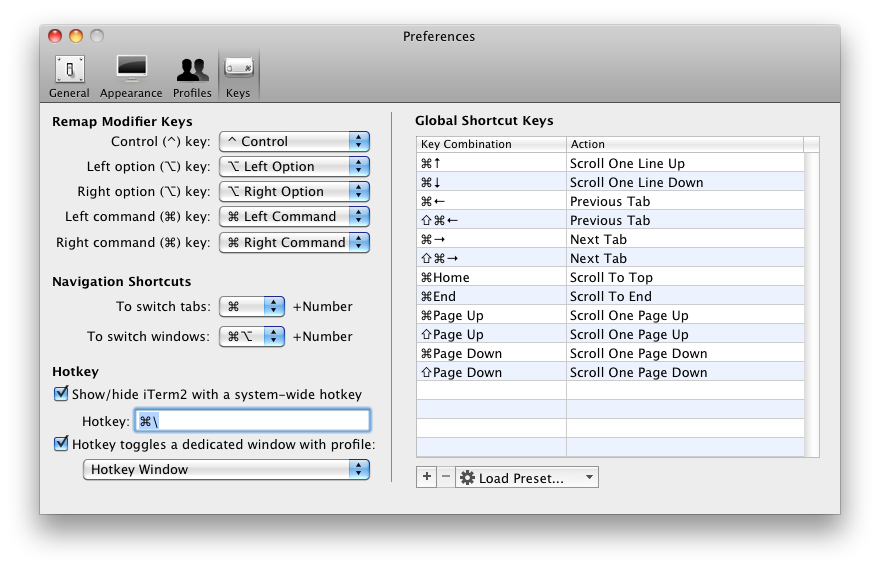 Preferences
General Appearance Profiles Keys
Remap Modifier Keys
Control (^) key: ^ Control
Left option (⌥) key: ⌥ Left Option
Right option (⌥) key: ⌥ Right Option
Left command (⌘) key: ⌘ Left Command
Right command (⌘) key: ⌘ Right Command
Navigation Shortcuts
To switch tabs: ⌘ +Number
To switch windows: ⌘⌥ +Number
Hotkey
Show/hide iTerm2 with a system-wide hotkey
Hotkey: ⌘\
Hotkey toggles a dedicated window with profile:
Hotkey Window
Global Shortcut Keys
Key Combination Action
⌘↑ Scroll One Line Up
⌘↓ Scroll One Line Down
⌘← Previous Tab
⇧⌘← Previous Tab
⌘→ Next Tab
⇧⌘→ Next Tab
⌘Home Scroll To Top
⌘End Scroll To End
⌘Page Up Scroll One Page Up
⇧Page Up Scroll One Page Up
⌘Page Down Scroll One Page Down
⇧Page Down Scroll One Page Down
+ − Load Preset...